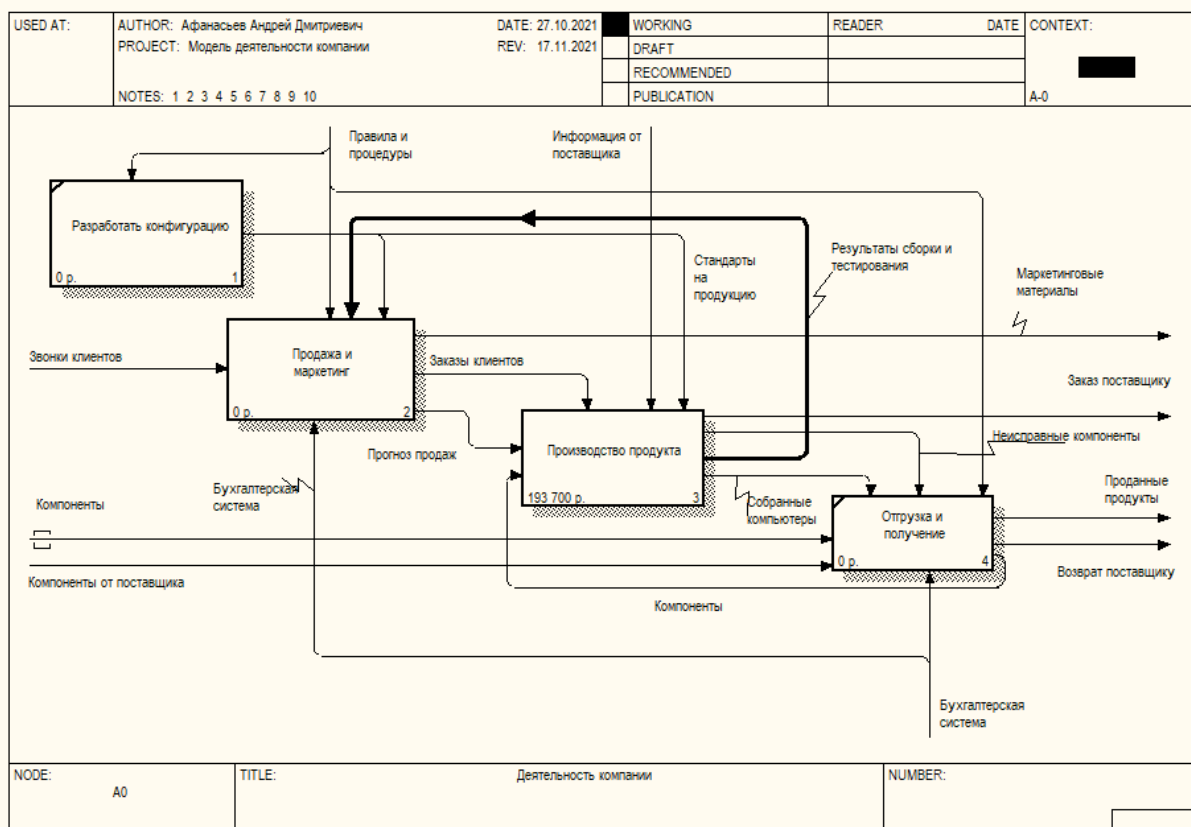 USED AT:
AUTHOR: Афанасьев Андрей Дмитриевич
DATE: 27.10.2021
WORKING
READER
DATE
CONTEXT:
PROJECT: Модель деятельности компании
REV: 17.11.2021
DRAFT
RECOMMENDED
NOTES: 1 2 3 4 5 6 7 8 9 10
PUBLICATION
A-0
Правила и
процедуры
Информация от
поставщика
Разработать конфигурацию
0 р.
1
Результаты сборки и
тестирования
Стандарты
на
продукцию
Маркетинговые
материалы
Звонки клиентов
Продажа и
маркетинг
0 р.
2
Заказы клиентов
Заказ поставщику
Прогноз продаж
Производство продукта
193 700 р.
3
Неисправные компоненты
Бухгалтерская
система
Собранные
компьютеры
Проданные
продукты
Компоненты
Отгрузка и
получение
0 р.
4
Компоненты от поставщика
Возврат поставщику
Компоненты
Бухгалтерская
система
NODE:
A0
TITLE:
Деятельность компании
NUMBER: